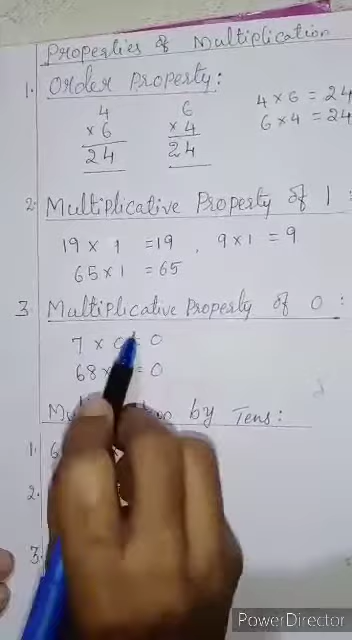 Properties of Multiplication
1. Order Property:
4 6 4 × 6 = 24
× 6 × 4 6 × 4 = 24
24 24
2. Multiplicative Property of 1:
19 × 1 = 19, 9 × 1 = 9
65 × 1 = 65
3. Multiplicative Property of 0:
7 × 0 = 0
68 × = 0
by Tens:
1. 6
2.
3.
PowerDirector